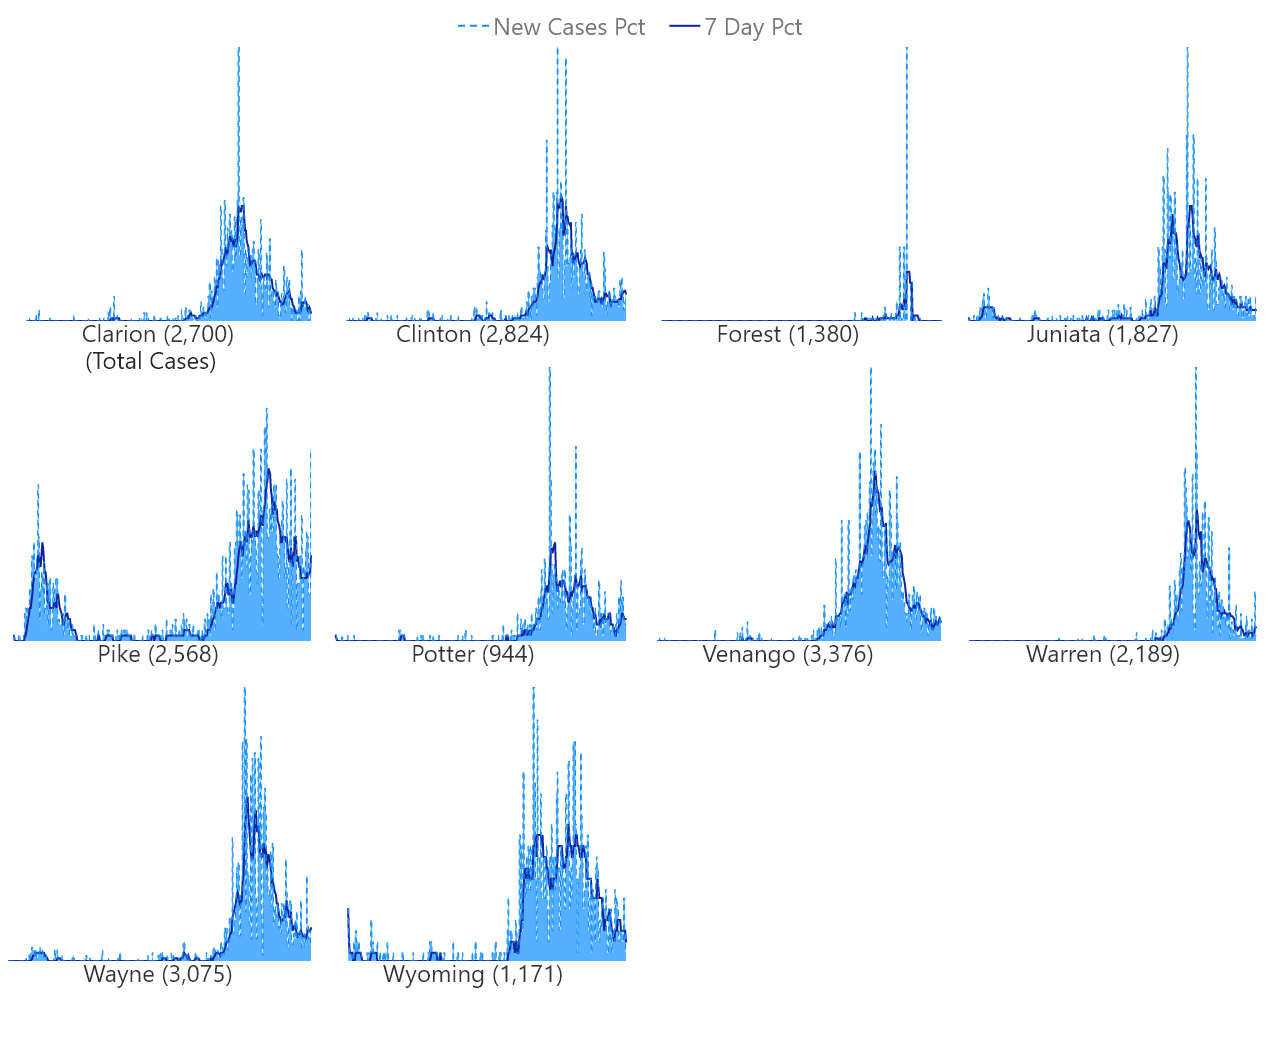 New Cases Pct 7 Day Pct
Clarion (2,700) Clinton (2,824) Forest (1,380) Juniata (1,827)
(Total Cases)
Pike (2,568) Potter (944) Venango (3,376) Warren (2,189)
Wayne (3,075) Wyoming (1,171)